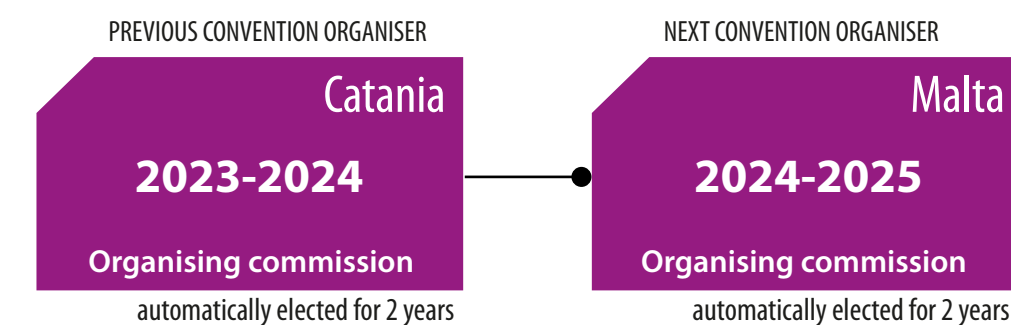 PREVIOUS CONVENTION ORGANISER
Catania
2023-2024
Organising commission
automatically elected for 2 years
NEXT CONVENTION ORGANISER
Malta
2024-2025
Organising commission
automatically elected for 2 years